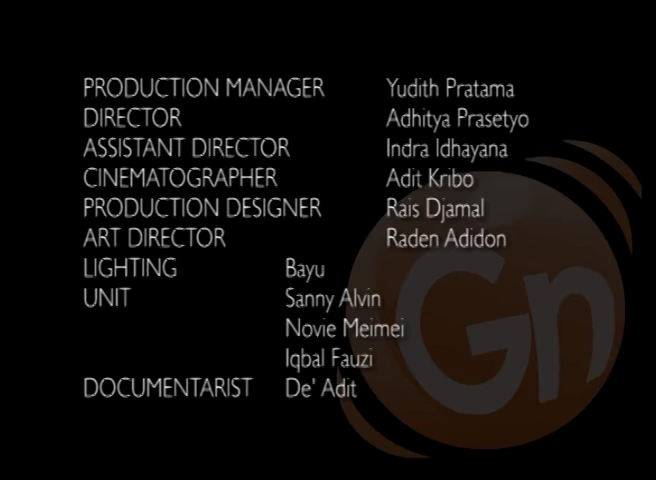 PRODUCTION MANAGER Yudith Pratama
DIRECTOR Adhitya Prasetyo
ASSISTANT DIRECTOR Indra Idhayana
CINEMATOGRAPHER Adit Kribo
PRODUCTION DESIGNER Rais Djamal
ART DIRECTOR Raden Adidon
LIGHTING Bayu
UNIT Sanny Alvin
Novie Meimei
Iqbal Fauzi
DOCUMENTARIST De' Adit
Gn